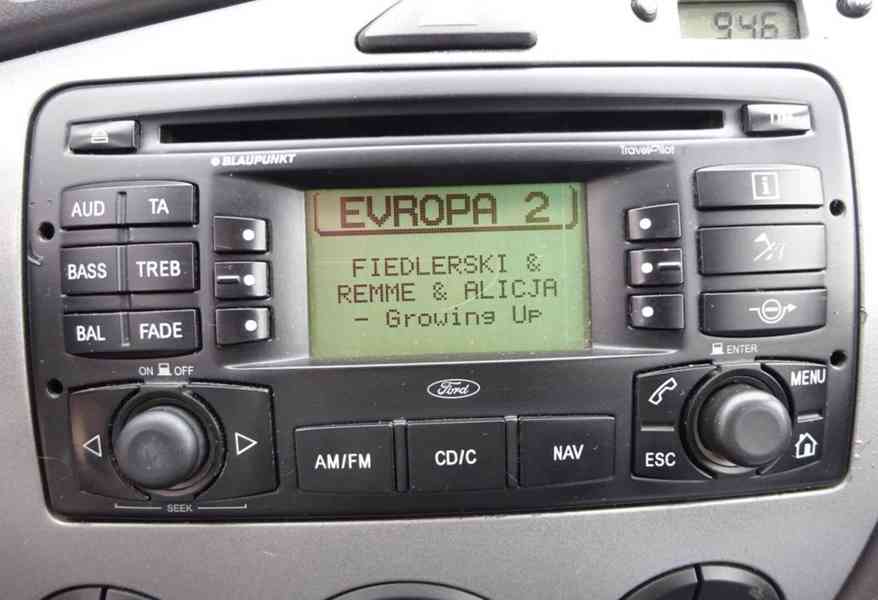 946
BLAUPUNKT
TravelPilot
AUD
TA
EVROPA 2
BASS
TREB
FIEDLERSKI &
REMME & ALICJA
- Growing Up
BAL
FADE
ON OFF
ENTER
Ford
MENU
AM/FM
CD/C
NAV
ESC
SEEK